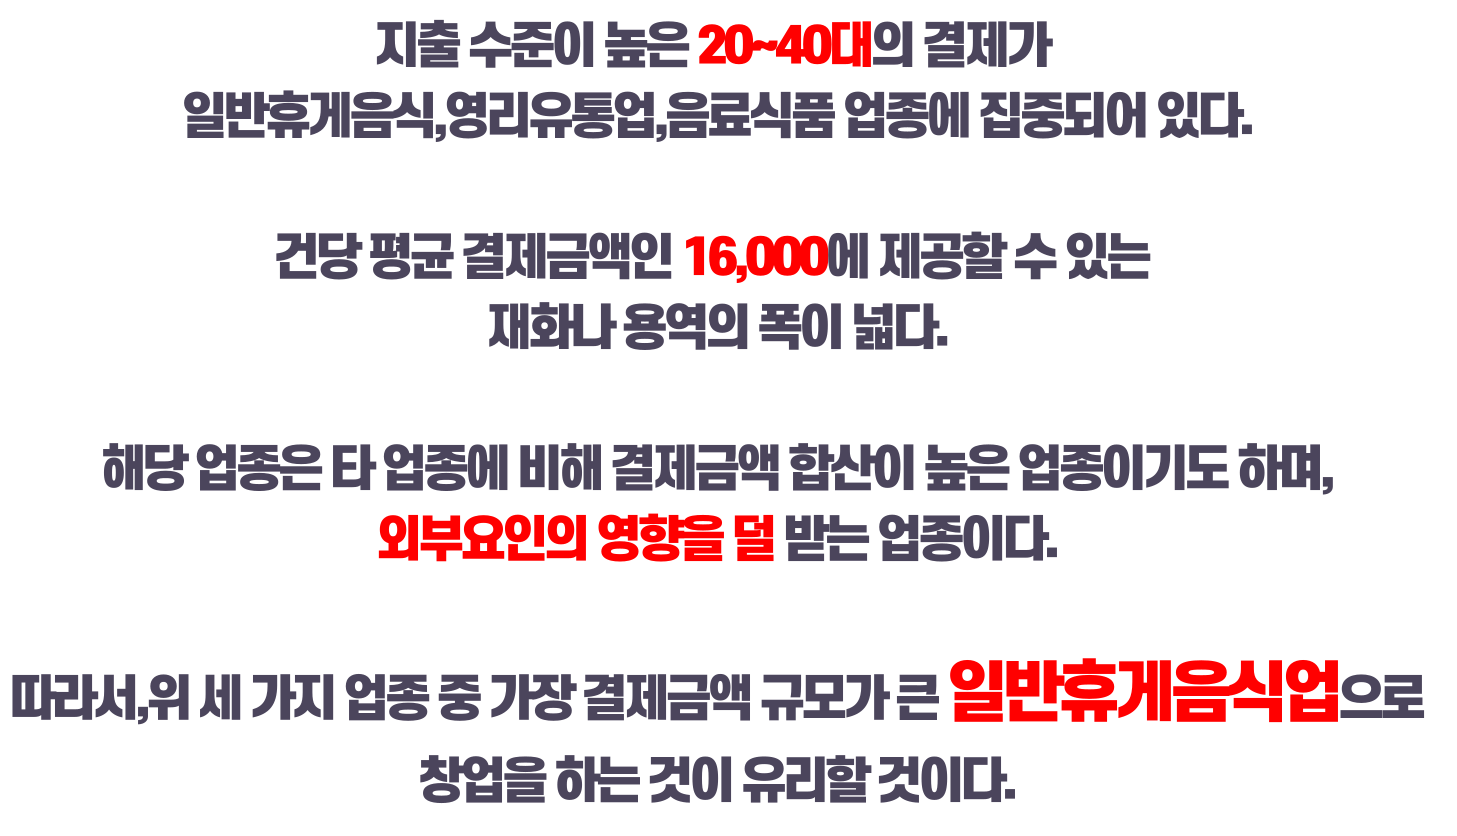 지출 수준이 높은 20~40대의 결제가
일반휴게음식,영리유통업,음료식품 업종에 집중되어 있다.
건당 평균 결제금액인 16,000에 제공할 수 있는
재화나 용역의 폭이 넓다.
해당 업종은 타 업종에 비해 결제금액 합산이 높은 업종이기도 하며,
외부요인의 영향을 덜 받는 업종이다.
따라서,위 세 가지 업종 중 가장 결제금액 규모가 큰 일반휴게음식업으로
창업을 하는 것이 유리할 것이다.